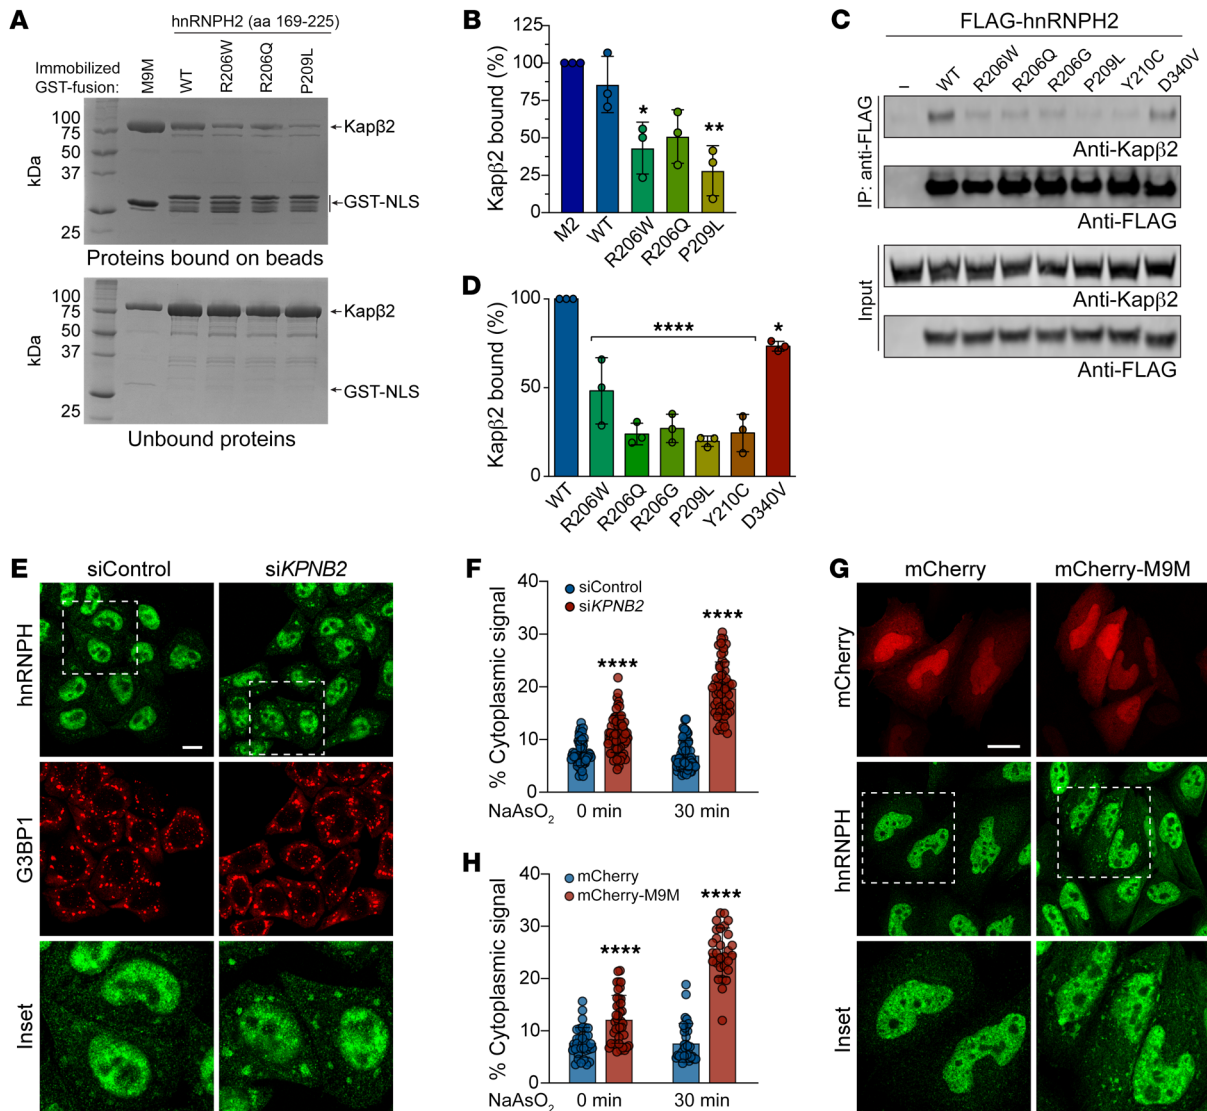 A
hnRNPH2 (aa 169-225)
Immobilized
GST-fusion:
M9M
WT
R206W
R206Q
P209L
100
75
50
37
25
kDa
Kapβ2
GST-NLS
Proteins bound on beads
100
75
50
37
25
kDa
Kapβ2
GST-NLS
Unbound proteins
B
Kapβ2 bound (%)
125
100
75
50
25
0
*
**
M2
WT
R206W
R206Q
P209L
C
FLAG-hnRNPH2
–
WT
R206W
R206Q
R206G
P209L
Y210C
D340V
IP: anti-FLAG
Anti-Kapβ2
Anti-FLAG
Input
Anti-Kapβ2
Anti-FLAG
D
Kapβ2 bound (%)
100
50
0
****
*
WT
R206W
R206Q
R206G
P209L
Y210C
D340V
E
siControl
siKPNB2
hnRNPH
G3BP1
Inset
F
% Cytoplasmic signal
40
30
20
10
0
siControl
siKPNB2
****
****
NaAsO2
0 min
30 min
G
mCherry
mCherry-M9M
mCherry
hnRNPH
Inset
H
% Cytoplasmic signal
40
30
20
10
0
mCherry
mCherry-M9M
****
****
NaAsO2
0 min
30 min